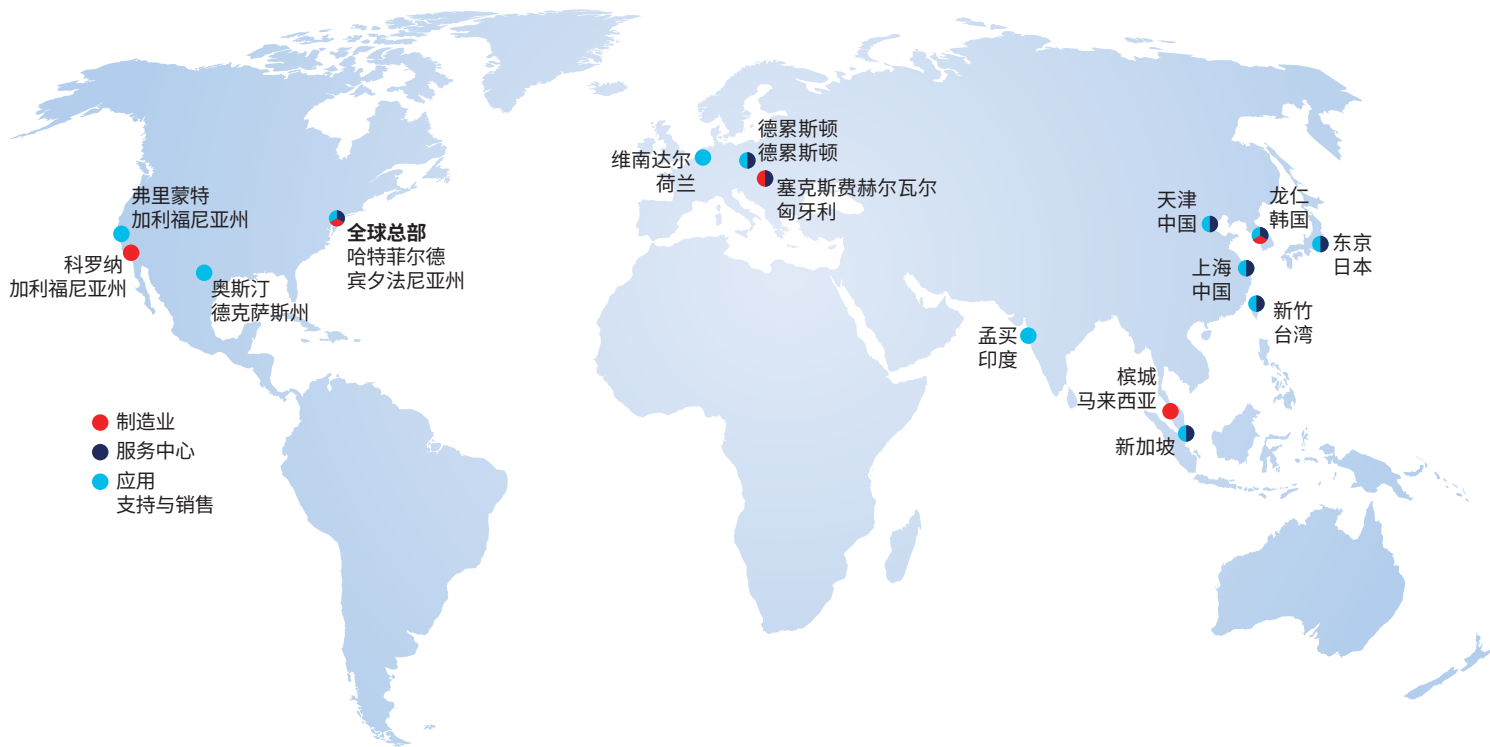 弗里蒙特
加利福尼亚州
科罗纳
加利福尼亚州
奥斯汀
德克萨斯州
全球总部
哈特菲尔德
宾夕法尼亚州
维南达尔
荷兰
德累斯顿
德累斯顿
塞克斯费赫尔瓦尔
匈牙利
天津
中国
龙仁
韩国
东京
日本
上海
中国
新竹
台湾
孟买
印度
槟城
马来西亚
新加坡
制造业
服务中心
应用
支持与销售